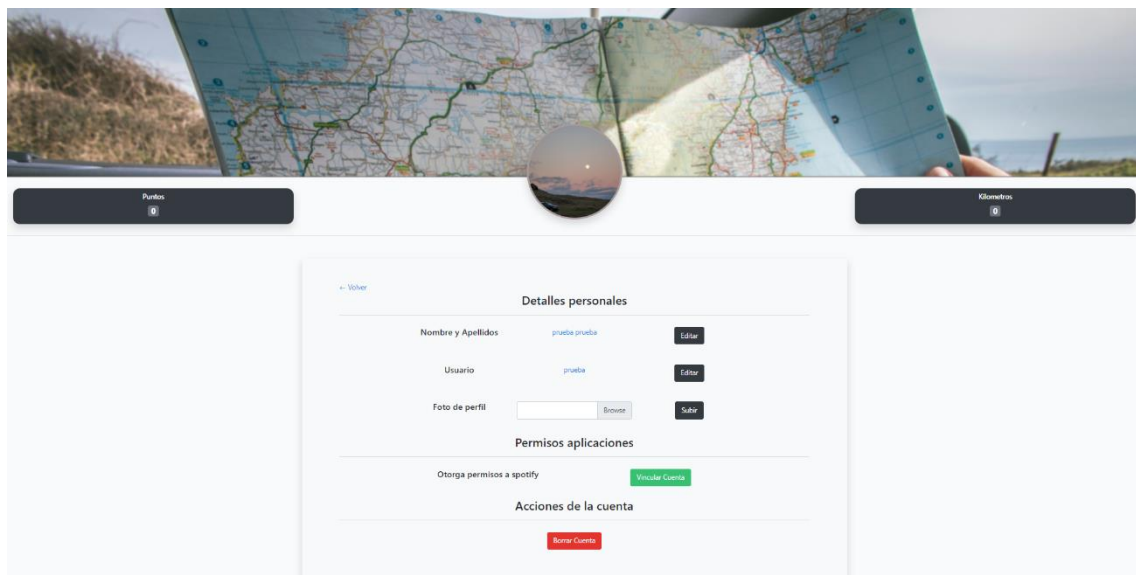 Puntos
0
Kilometros
0
← Volver
Detalles personales
Nombre y Apellidos
prueba prueba
Editar
Usuario
prueba
Editar
Foto de perfil
Browse
Subir
Permisos aplicaciones
Otorga permisos a spotify
Vincular Cuenta
Acciones de la cuenta
Borrar Cuenta